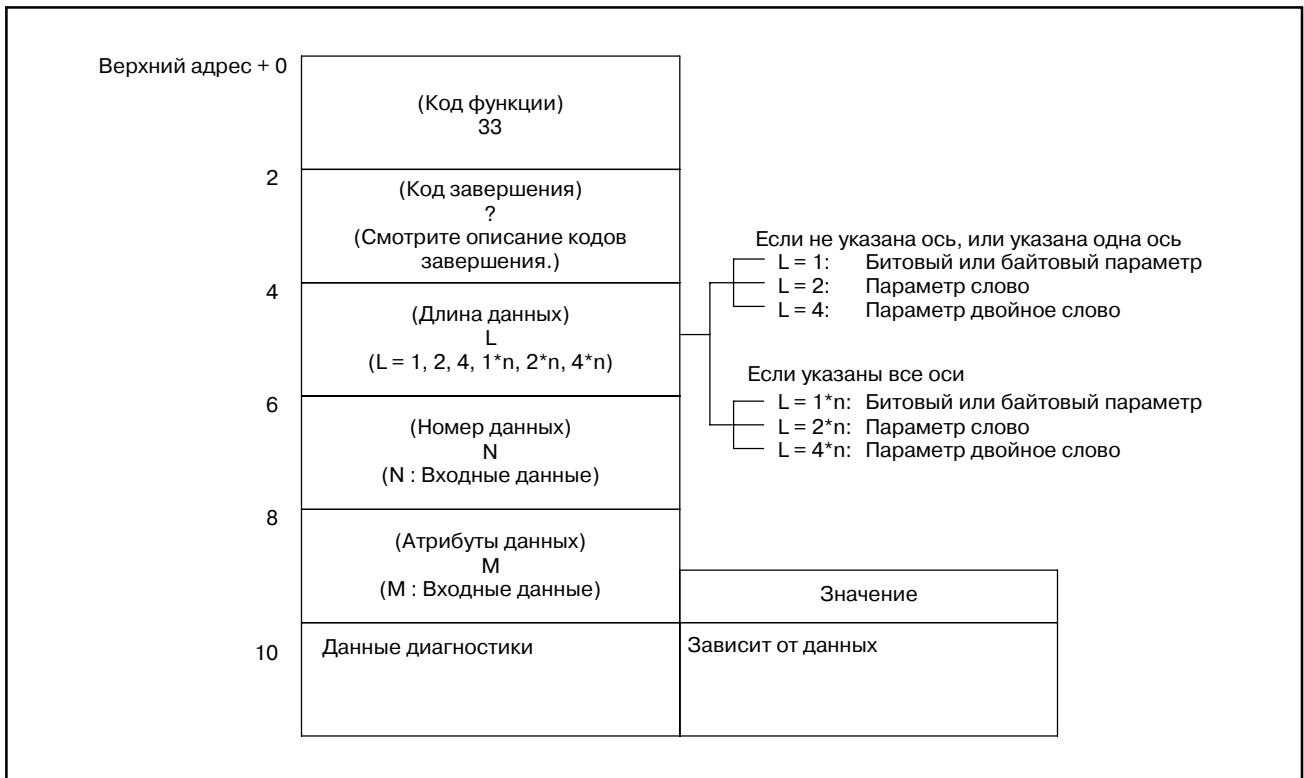 Верхний адрес + 0
(Код функции)
33
2
(Код завершения)
?
(Смотрите описание кодов
завершения.)
4
(Длина данных)
L
(L = 1, 2, 4, 1*n, 2*n, 4*n)
Если не указана ось, или указана одна ось
L = 1: Битовый или байтовый параметр
L = 2: Параметр слово
L = 4: Параметр двойное слово
Если указаны все оси
L = 1*n: Битовый или байтовый параметр
L = 2*n: Параметр слово
L = 4*n: Параметр двойное слово
6
(Номер данных)
N
(N : Входные данные)
8
(Атрибуты данных)
M
(M : Входные данные)
Значение
10
Данные диагностики
Зависит от данных